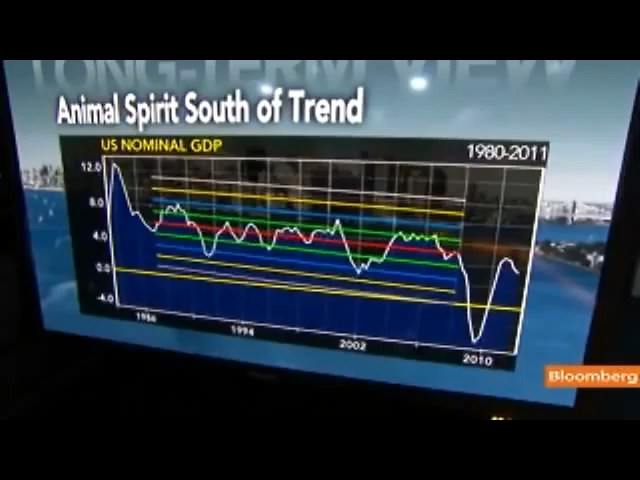 LONG-TERM VIEW
Animal Spirit South of Trend
US NOMINAL GDP
1980-2011
12.0
8.0
4.0
0.0
-4.0
1986
1994
2002
2010
Bloomberg